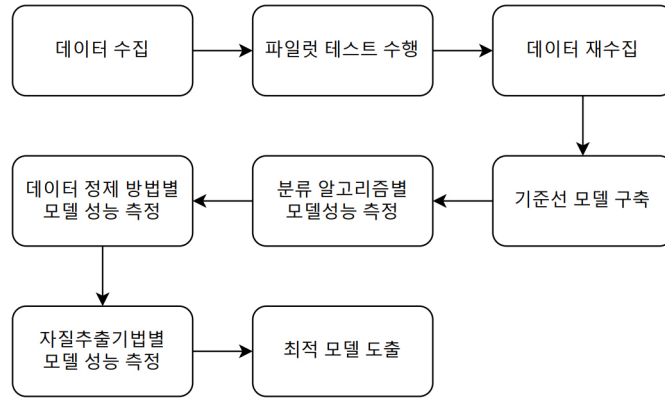 데이터 수집
파일럿 테스트 수행
데이터 재수집
기준선 모델 구축
분류 알고리즘별
모델성능 측정
데이터 정제 방법별
모델 성능 측정
자질추출기법별
모델 성능 측정
최적 모델 도출